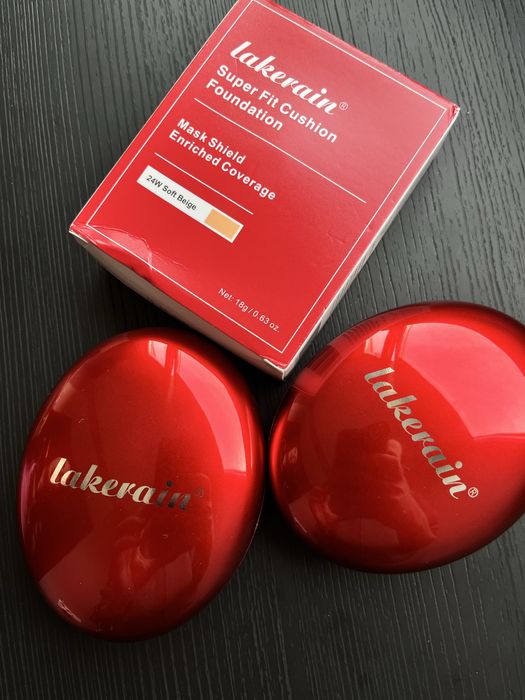 lakerain®
Super Fit Cushion
Foundation
Mask Shield
Enriched Coverage
24W Soft Beige
Net: 18g / 0.63 oz.
lakerain®
lakerain®